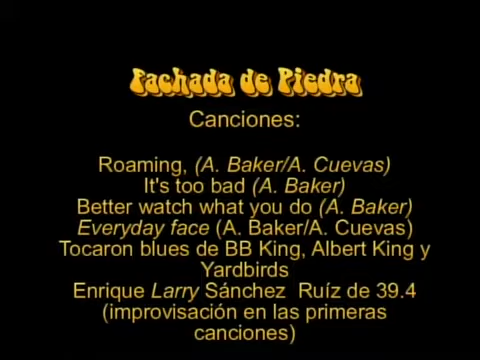 Fachada de Piedra
Canciones:
Roaming, (A. Baker/A. Cuevas)
It's too bad (A. Baker)
Better watch what you do (A. Baker)
Everyday face (A. Baker/A. Cuevas)
Tocaron blues de BB King, Albert King y
Yardbirds
Enrique Larry Sánchez Ruíz de 39.4
(improvisación en las primeras
canciones)